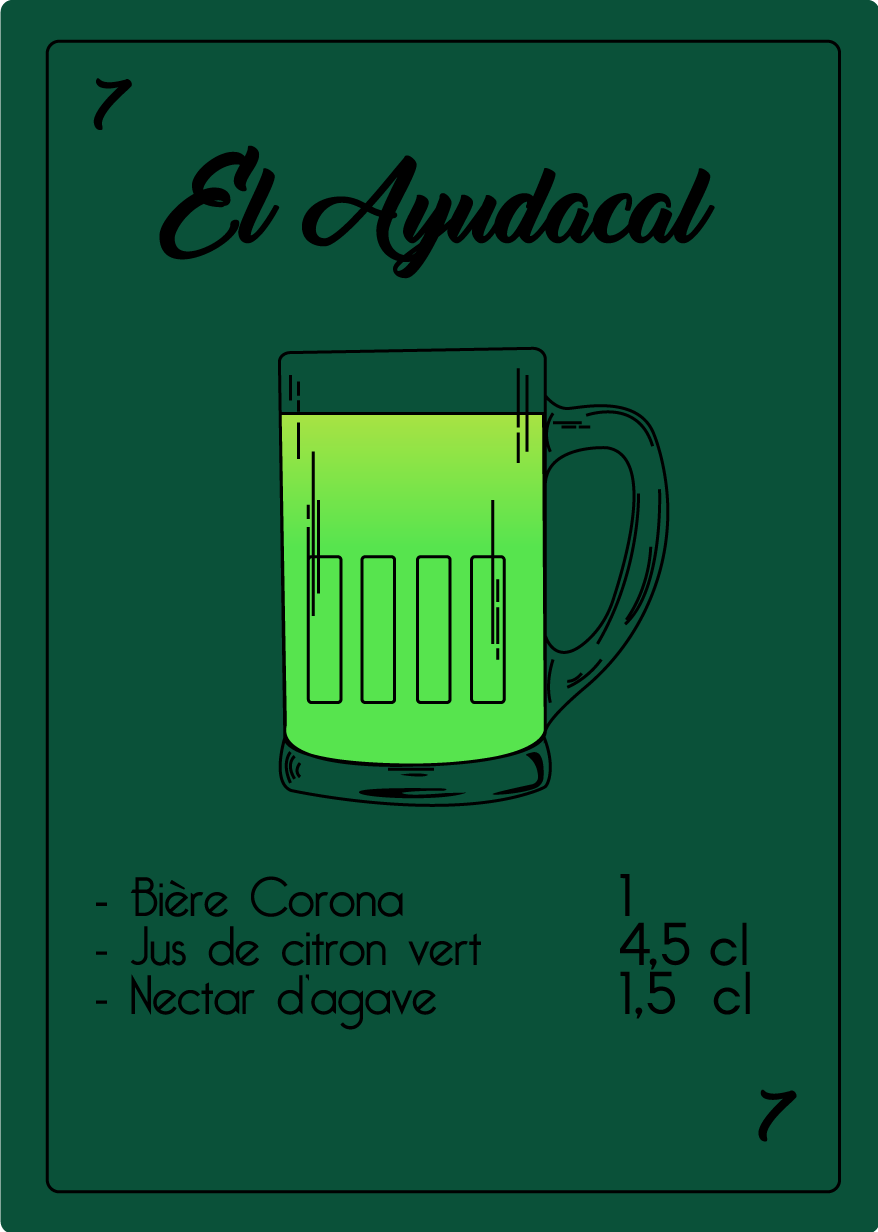 7
El Ayudacal
- Bière Corona 1
- Jus de citron vert 4,5 cl
- Nectar d'agave 1,5 cl
7